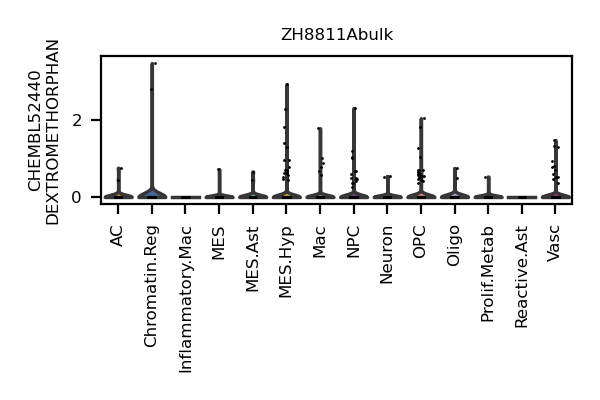 ZH8811Abulk
CHEMBL52440
DEXTROMETHORPHAN
2
0
AC
Chromatin.Reg
Inflammatory.Mac
MES
MES.Ast
MES.Hyp
Mac
NPC
Neuron
OPC
Oligo
Prolif.Metab
Reactive.Ast
Vasc